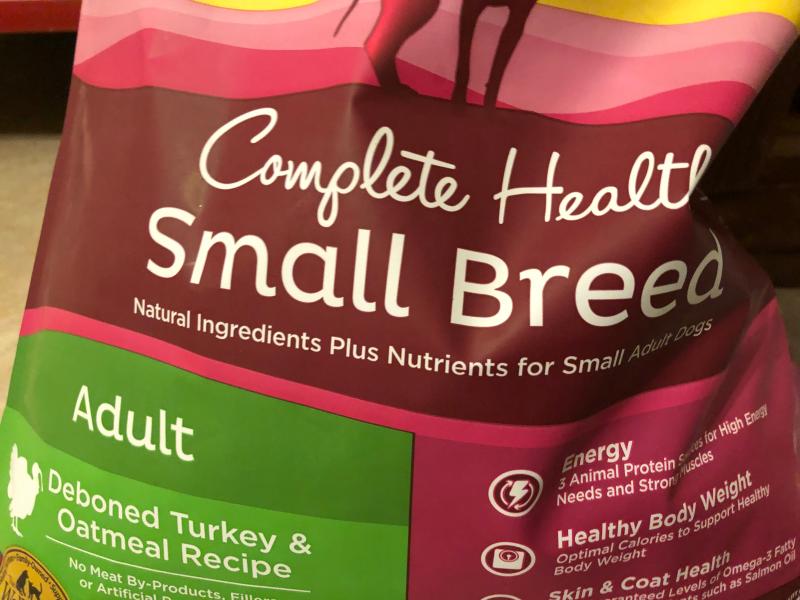 Complete Health
Small Breed
Natural Ingredients Plus Nutrients for Small Adult Dogs
Adult
Deboned Turkey &
Oatmeal Recipe
No Meat By-Products,
or Artificial
Energy
3 Animal Protein for High Energy
Needs and Strong Muscles
Healthy Body Weight
Optimal Calories to Support Healthy
Body Weight
Skin & Coat Health
Levels of Omega-3 Fatty
such as Salmon Oil